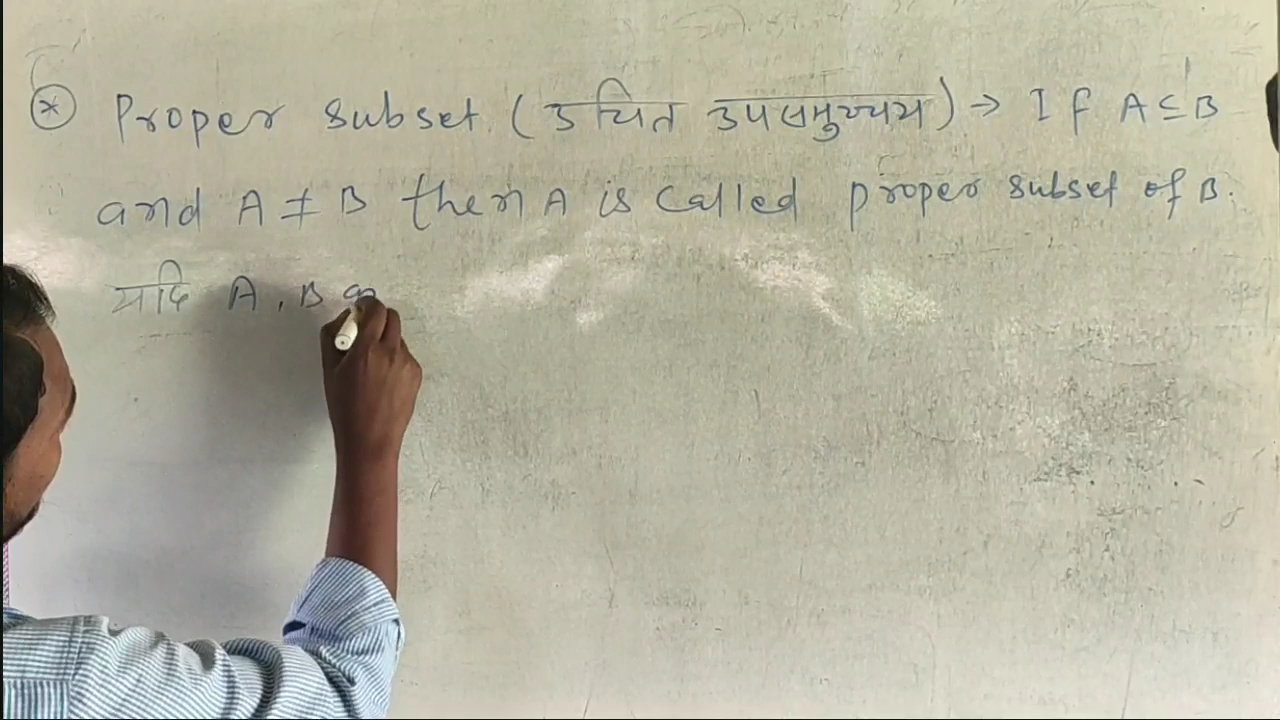 * Proper subset (उचित उपसमुच्चय) → If A ⊆ B
and A ≠ B then A is called proper subset of B.
यदि A, B